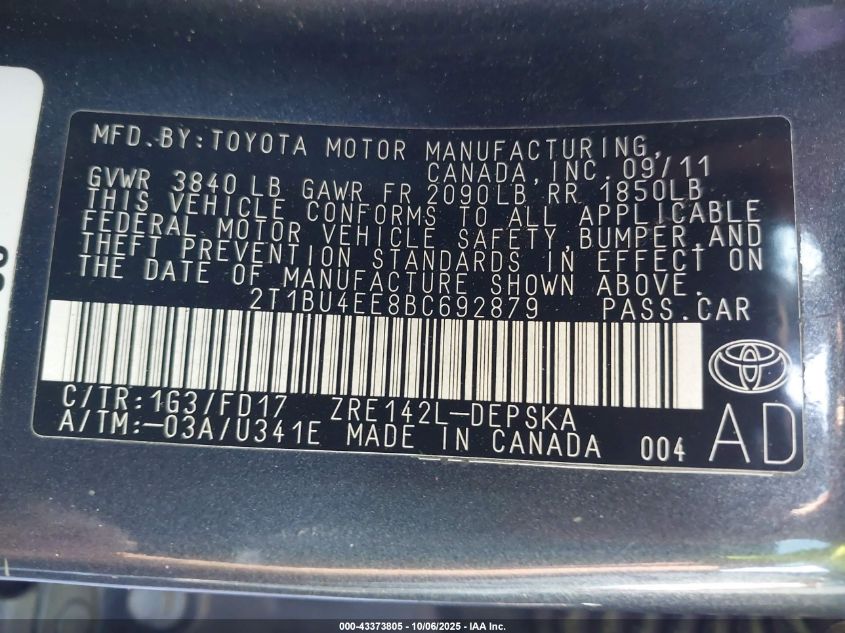 MFD.BY:TOYOTA MOTOR MANUFACTURING,
CANADA, INC. 09/11
GVWR 3840 LB GAWR FR 2090LB RR 1850LB
THIS VEHICLE CONFORMS TO ALL APPLICABLE
FEDERAL MOTOR VEHICLE SAFETY, BUMPER, AND
THEFT PREVENTION STANDARDS IN EFFECT ON
THE DATE OF MANUFACTURE SHOWN ABOVE.
2T1BU4EE8BC692879 PASS.CAR
C/TR:1G3/FD17 ZRE142L-DEPSKA
A/TM:-03A/U341E MADE IN CANADA 004 AD
000-43373805 - 10/06/2025 - IAA Inc.